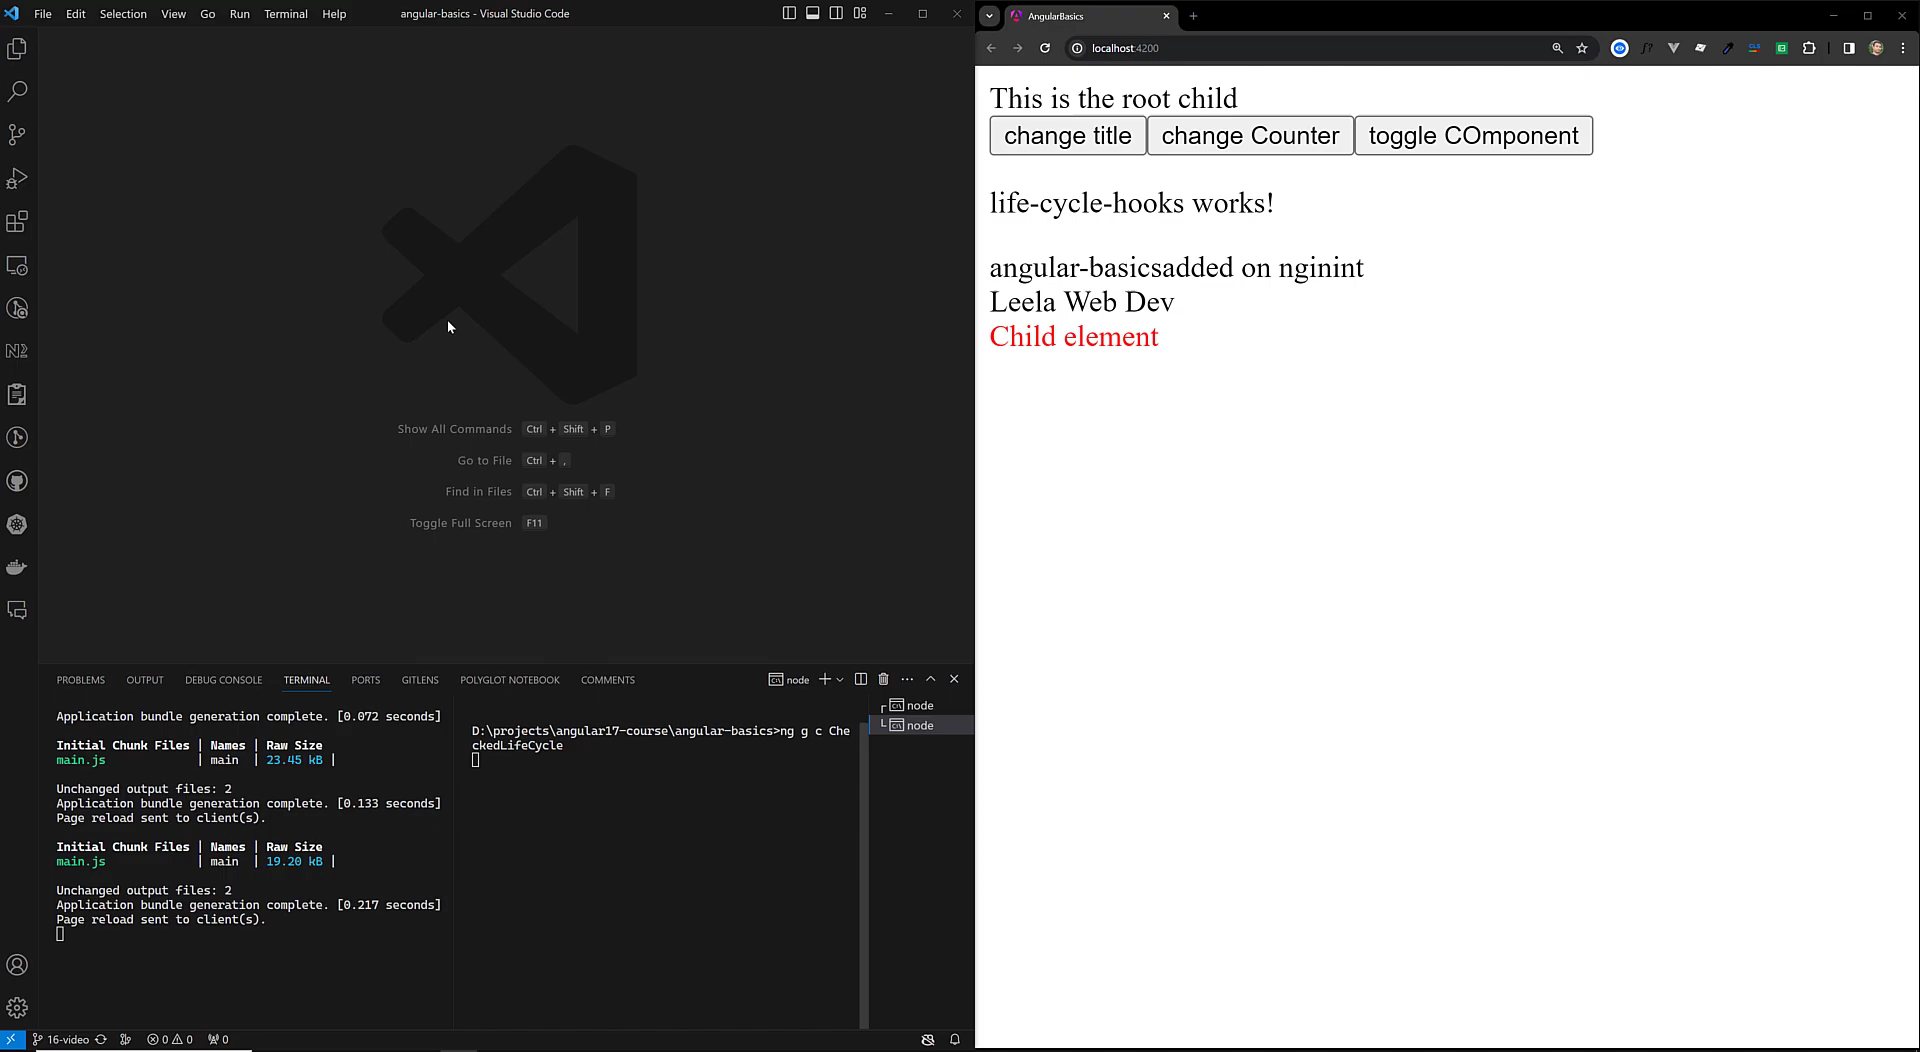 File Edit Selection View Go Run Terminal Help
angular-basics - Visual Studio Code
Show All Commands Ctrl + Shift + P
Go to File Ctrl + ,
Find in Files Ctrl + Shift + F
Toggle Full Screen F11
PROBLEMS OUTPUT DEBUG CONSOLE TERMINAL PORTS GITLENS POLYGLOT NOTEBOOK COMMENTS
node
Application bundle generation complete. [0.072 seconds]
Initial Chunk Files | Names | Raw Size
main.js | main | 23.45 kB |
Unchanged output files: 2
Application bundle generation complete. [0.133 seconds]
Page reload sent to client(s).
Initial Chunk Files | Names | Raw Size
main.js | main | 19.20 kB |
Unchanged output files: 2
Application bundle generation complete. [0.217 seconds]
Page reload sent to client(s).
D:\projects\angular17-course\angular-basics>ng g c Che
ckedLifeCycle
node
node
16-video 0 0 0
AngularBasics
localhost:4200
This is the root child
change title change Counter toggle COmponent
life-cycle-hooks works!
angular-basicsadded on nginint
Leela Web Dev
Child element